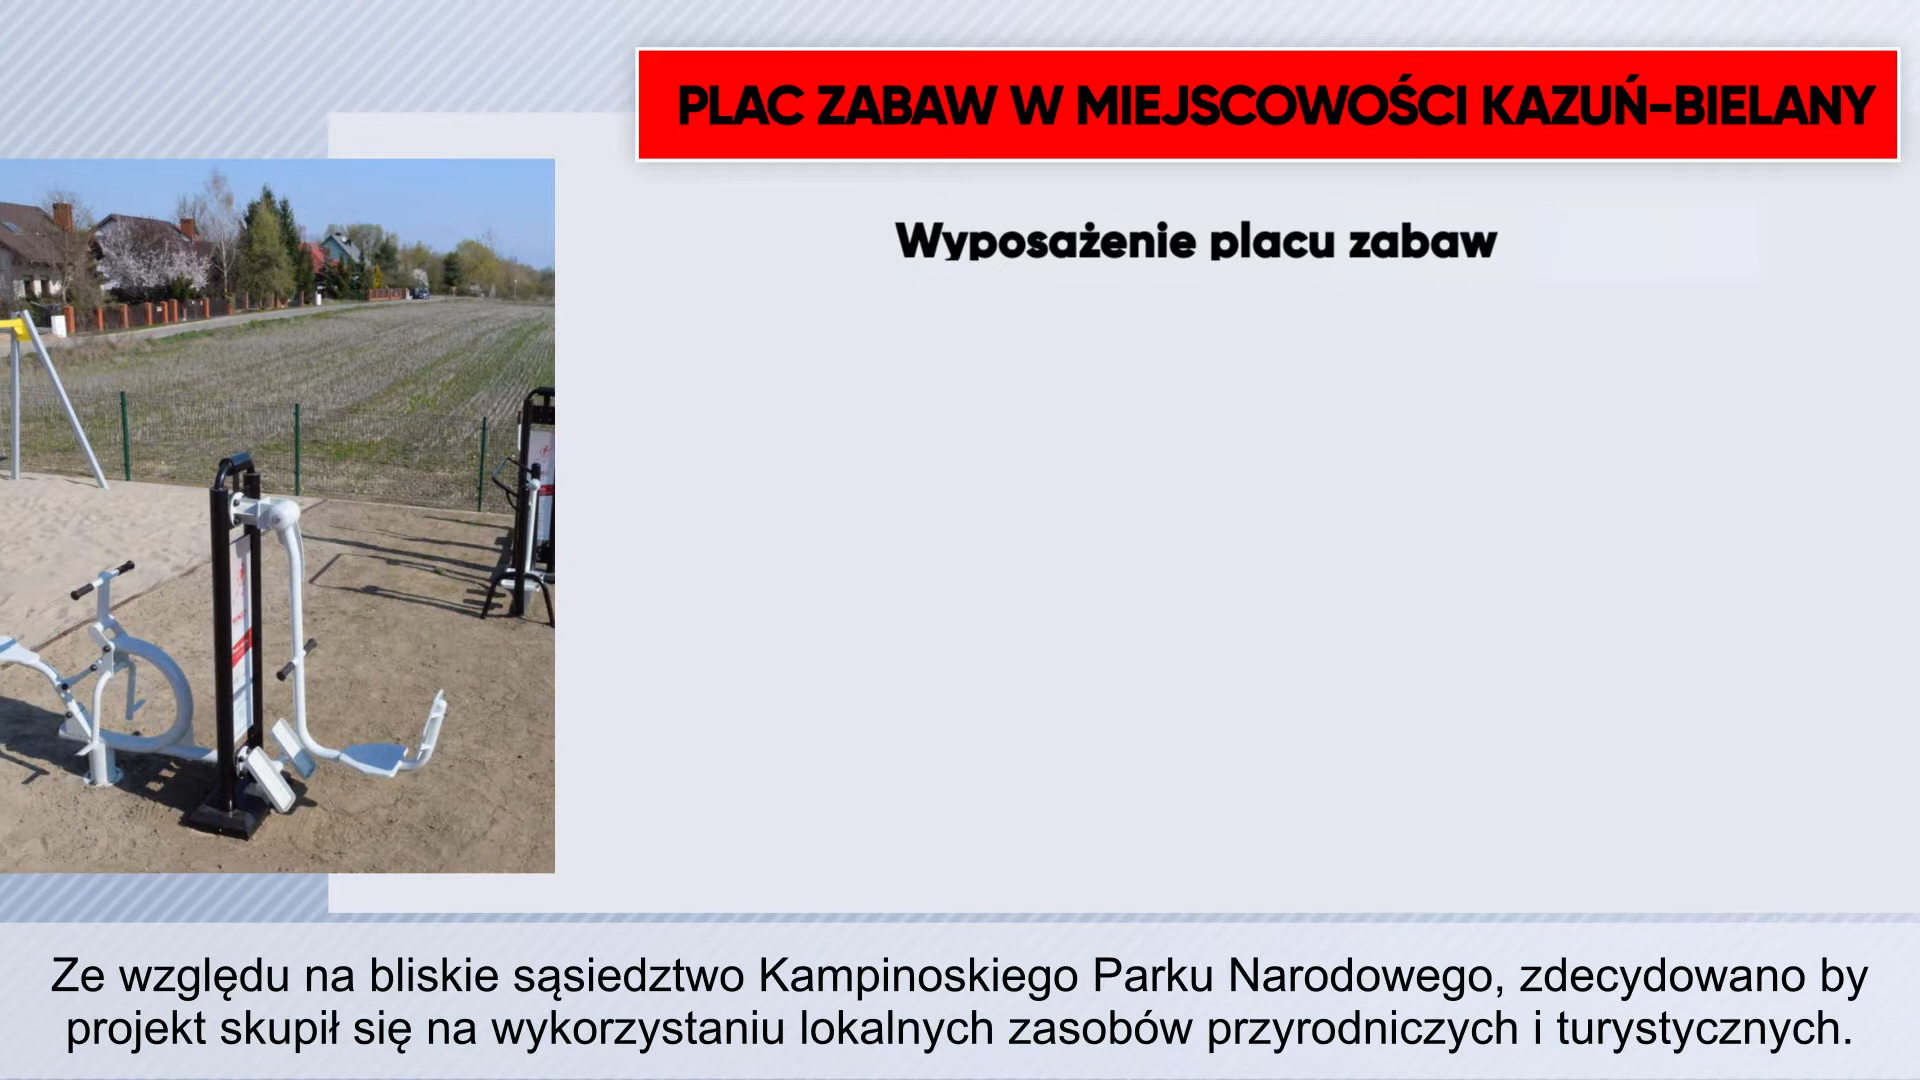 PLAC ZABAW W MIEJSCOWOŚCI KAZUŃ-BIELANY
Wyposażenie placu zabaw
Ze względu na bliskie sąsiedztwo Kampinoskiego Parku Narodowego, zdecydowano by
projekt skupił się na wykorzystaniu lokalnych zasobów przyrodniczych i turystycznych.